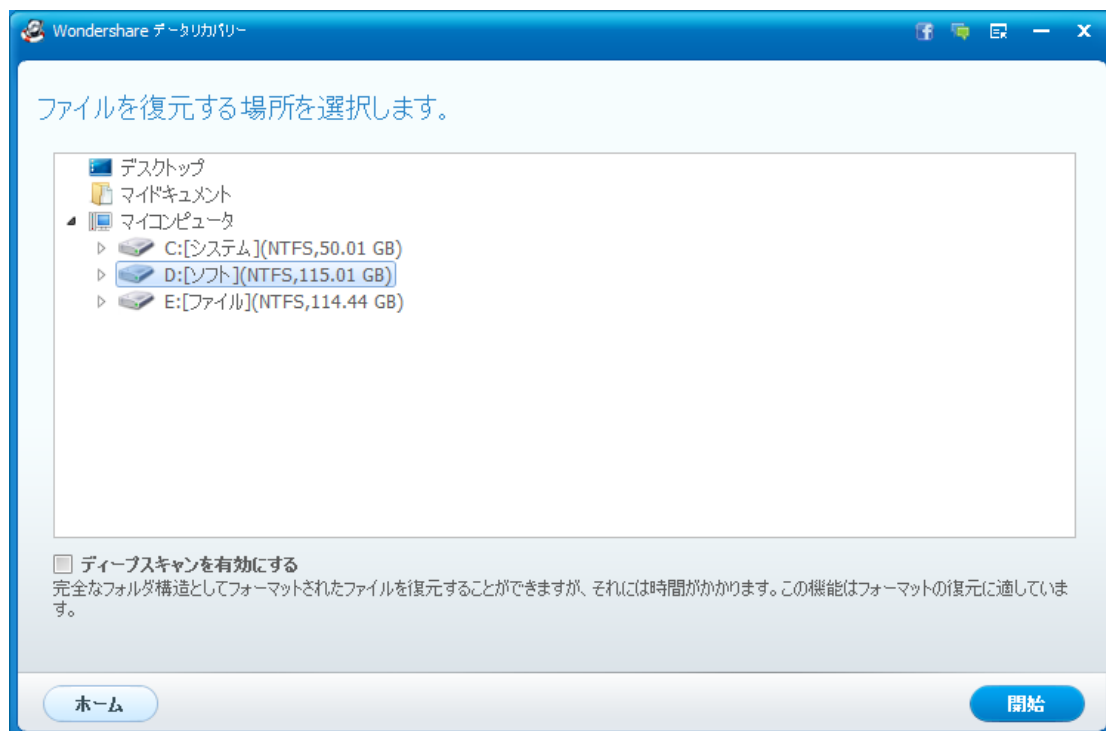 Wondershare データリカバリー
ファイルを復元する場所を選択します。
デスクトップ
マイドキュメント
マイコンピュータ
C:[システム](NTFS,50.01 GB)
D:[ソフト](NTFS,115.01 GB)
E:[ファイル](NTFS,114.44 GB)
ディープスキャンを有効にする
完全なフォルダ構造としてフォーマットされたファイルを復元することができますが、それには時間がかかります。この機能はフォーマットの復元に適していま
す。
ホーム
開始